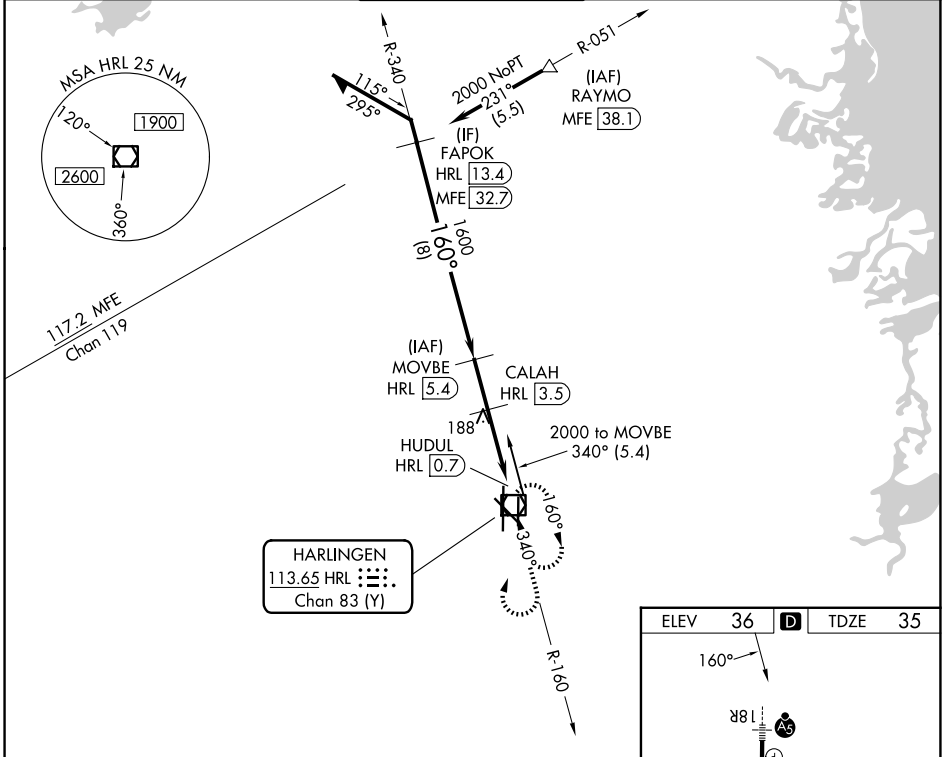 MSA HRL 25 NM
120°
1900
2600
360°
R-340
115°
295°
R-051
2000 NoPT
231°
(5.5)
(IAF)
RAYMO
MFE 38.1
(IF)
FAPOK
HRL 13.4
MFE 32.7
1600
160°
(8)
117.2 MFE
Chan 119
(IAF)
MOVBE
HRL 5.4
CALAH
HRL 3.5
188
HUDUL
HRL 0.7
2000 to MOVBE
340° (5.4)
160°
340°
HARLINGEN
113.65 HRL
Chan 83 (Y)
R-160
ELEV 36 D TDZE 35
160°
18R
A5